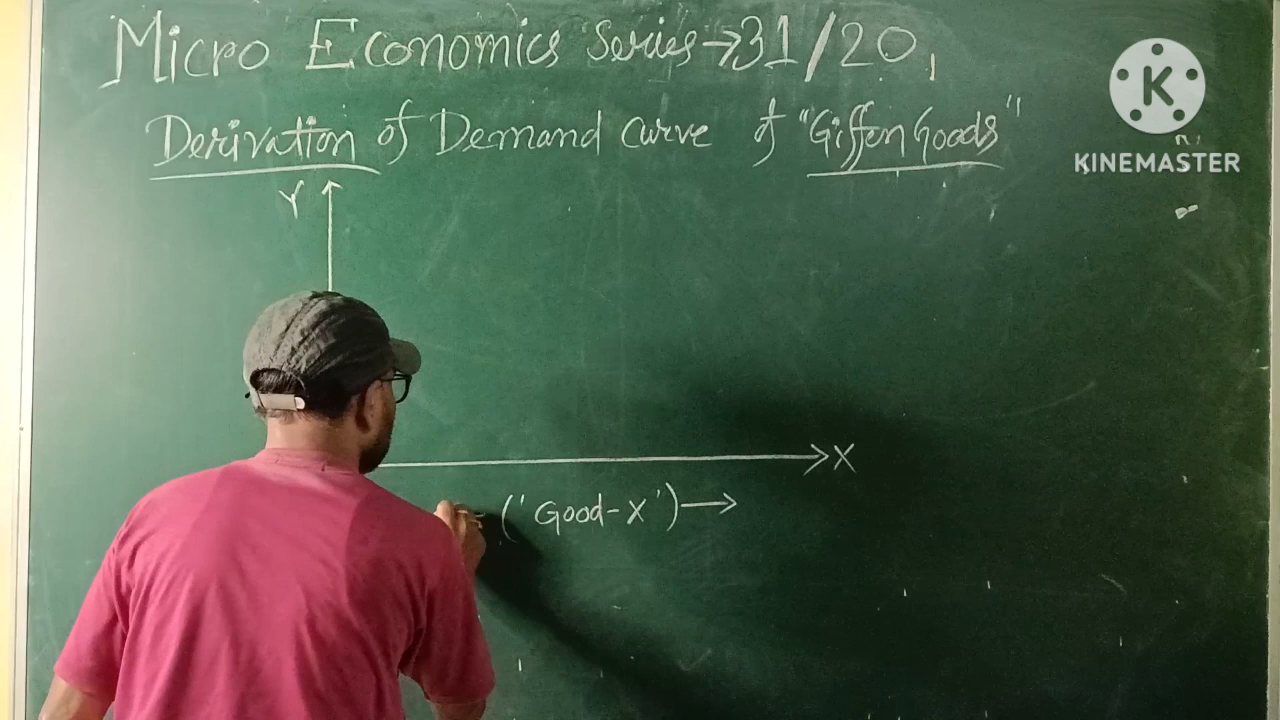 Micro Economics Series→31/20,
Derivation of Demand Curve of "Giffen Goods"
Y
X
('Good-X')→
K
KINEMASTER